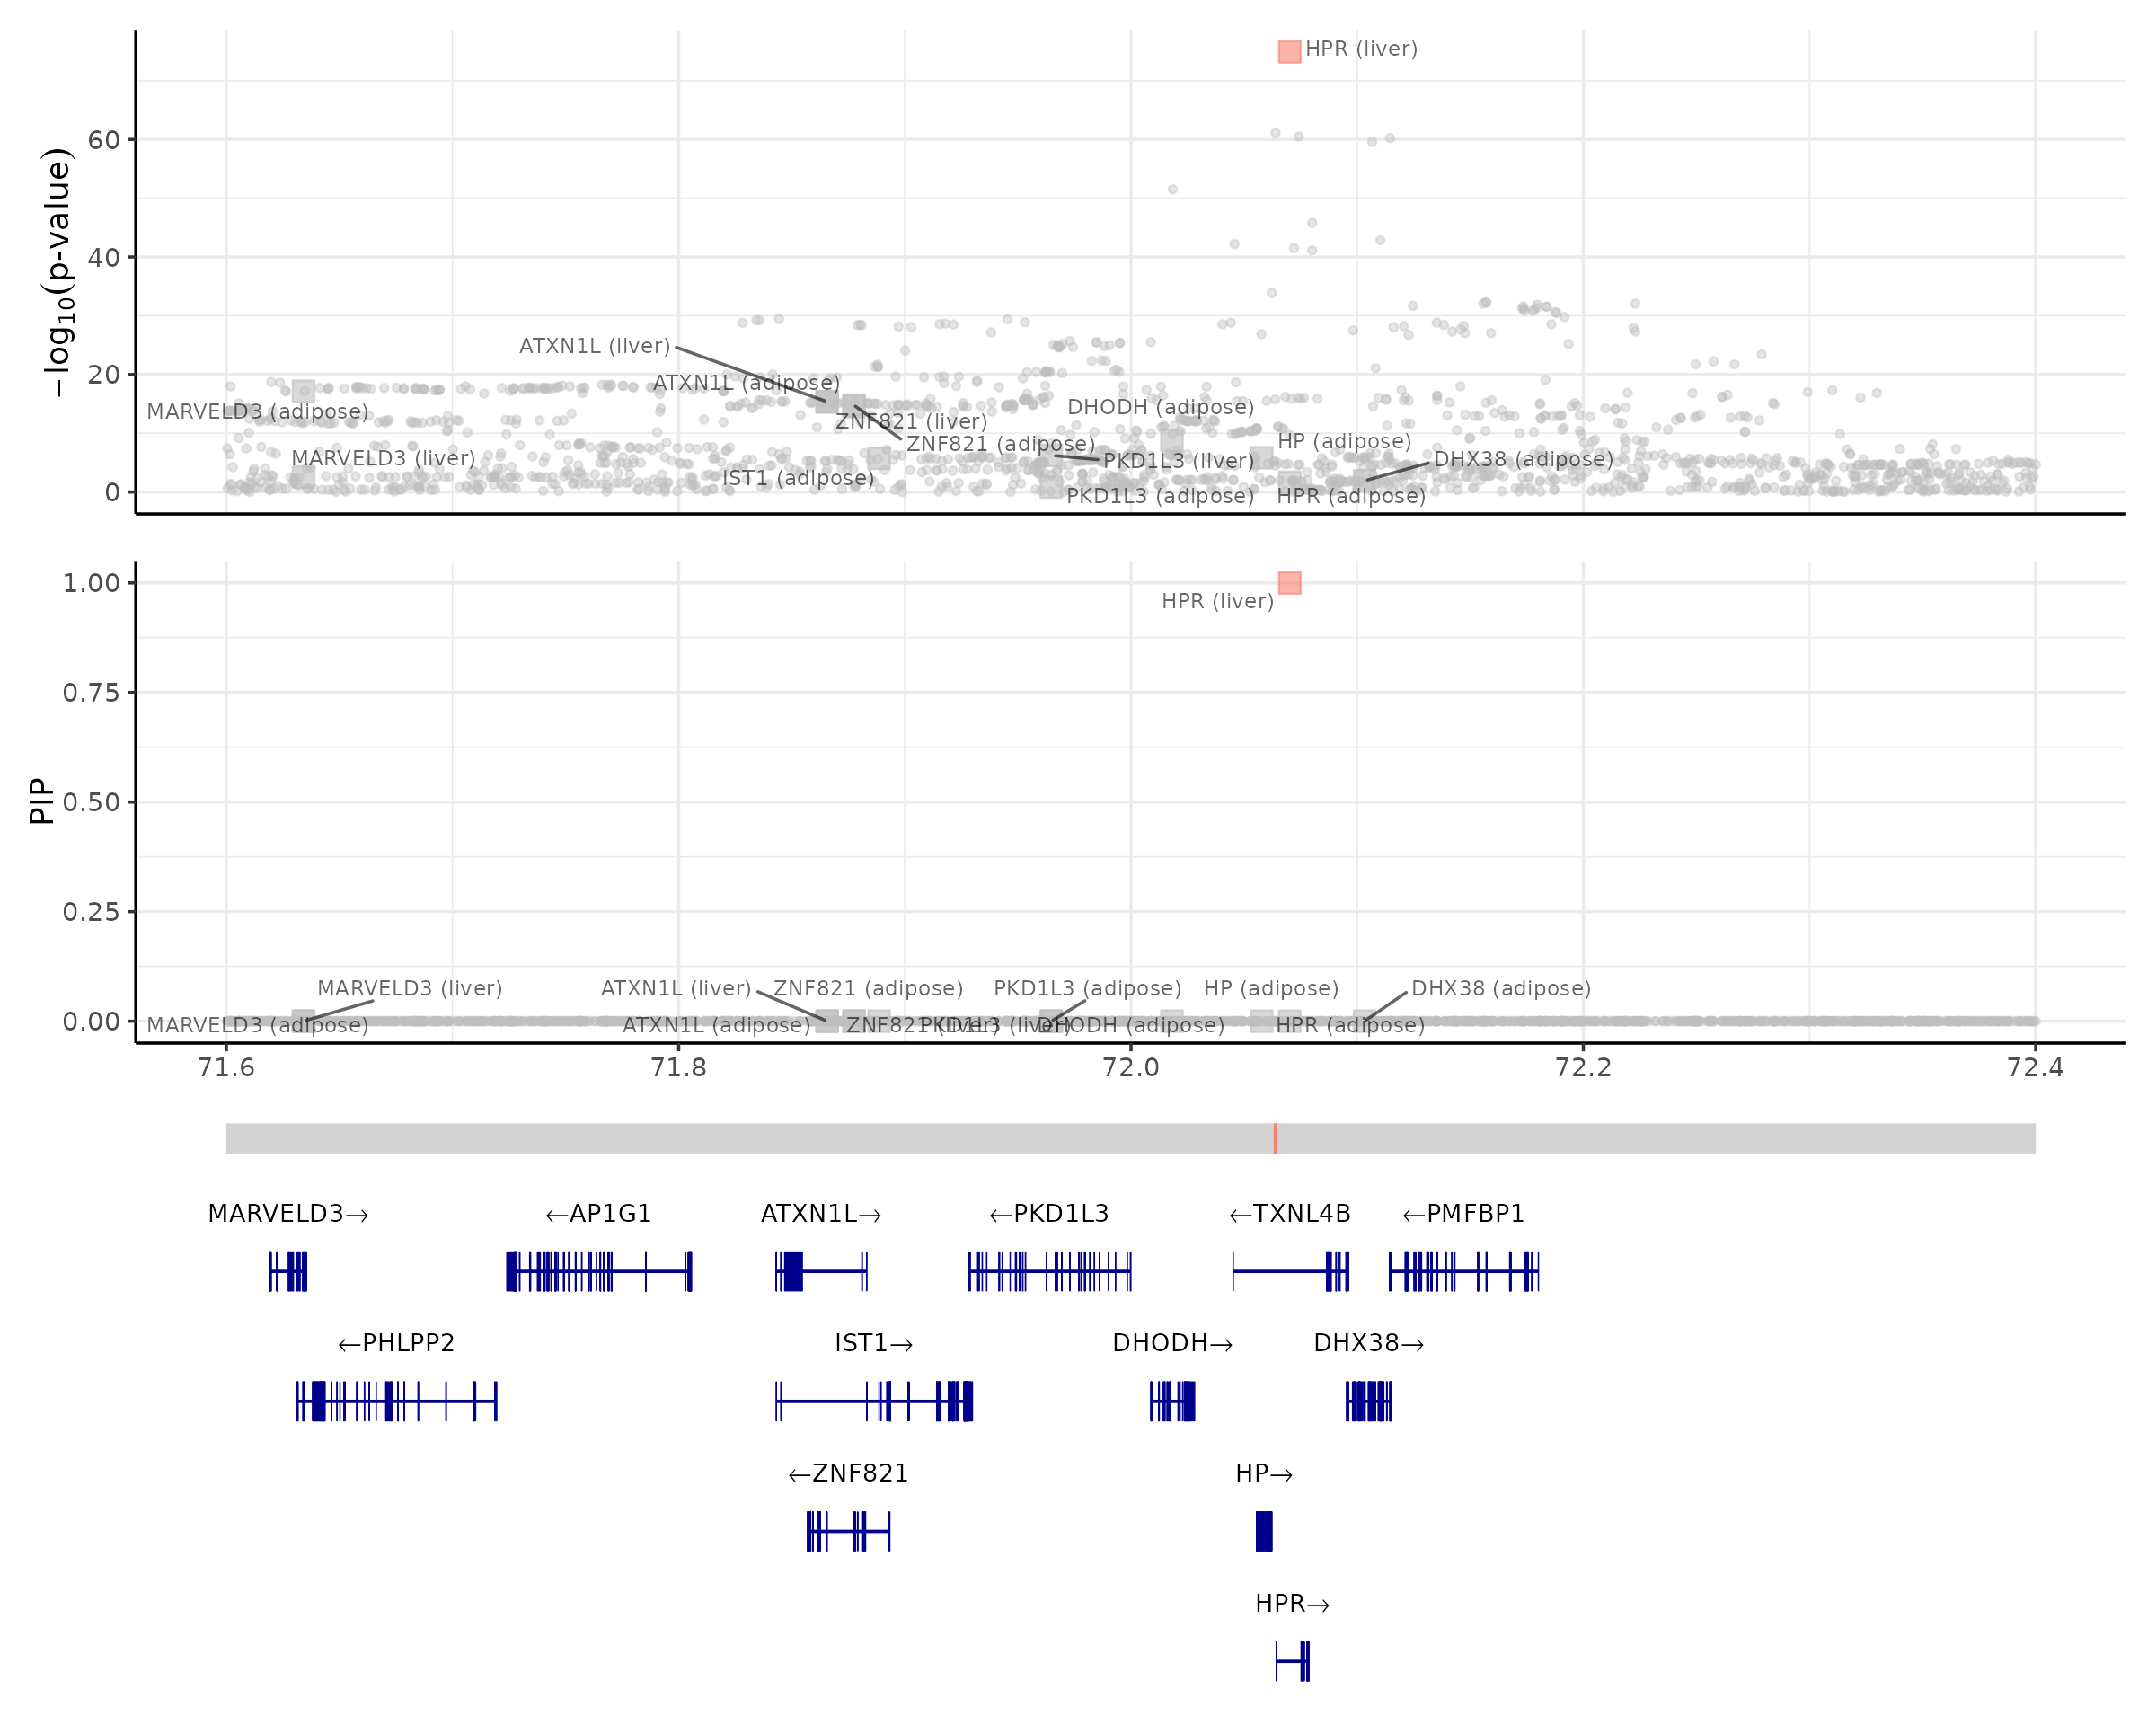 −log10(p-value)
60
40
20
0
HPR (liver)
ATXN1L (liver)
ATXN1L (adipose)
MARVELD3 (adipose)
DHODH (adipose)
ZNF821 (liver)
ZNF821 (adipose)
HP (adipose)
MARVELD3 (liver)
PKD1L3 (liver)
DHX38 (adipose)
IST1 (adipose)
PKD1L3 (adipose)
HPR (adipose)
PIP
1.00
0.75
0.50
0.25
0.00
HPR (liver)
MARVELD3 (liver)
ATXN1L (liver)
ZNF821 (adipose)
PKD1L3 (adipose)
HP (adipose)
DHX38 (adipose)
MARVELD3 (adipose)
ATXN1L (adipose)
ZNF821 (liver)
PKD1L3 (liver)
DHODH (adipose)
HPR (adipose)
71.6 71.8 72.0 72.2 72.4
MARVELD3→ ←AP1G1 ATXN1L→ ←PKD1L3 ←TXNL4B ←PMFBP1
←PHLPP2 IST1→ DHODH→ DHX38→
←ZNF821 HP→
HPR→